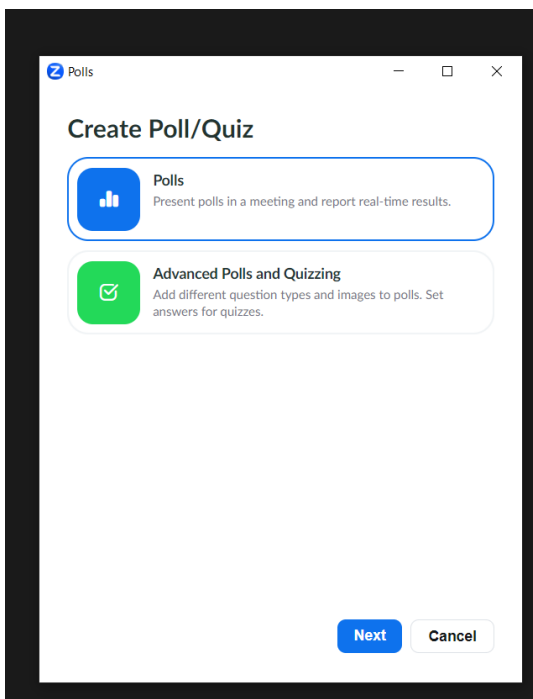 Polls
Create Poll/Quiz
Polls
Present polls in a meeting and report real-time results.
Advanced Polls and Quizzing
Add different question types and images to polls. Set
answers for quizzes.
Next
Cancel